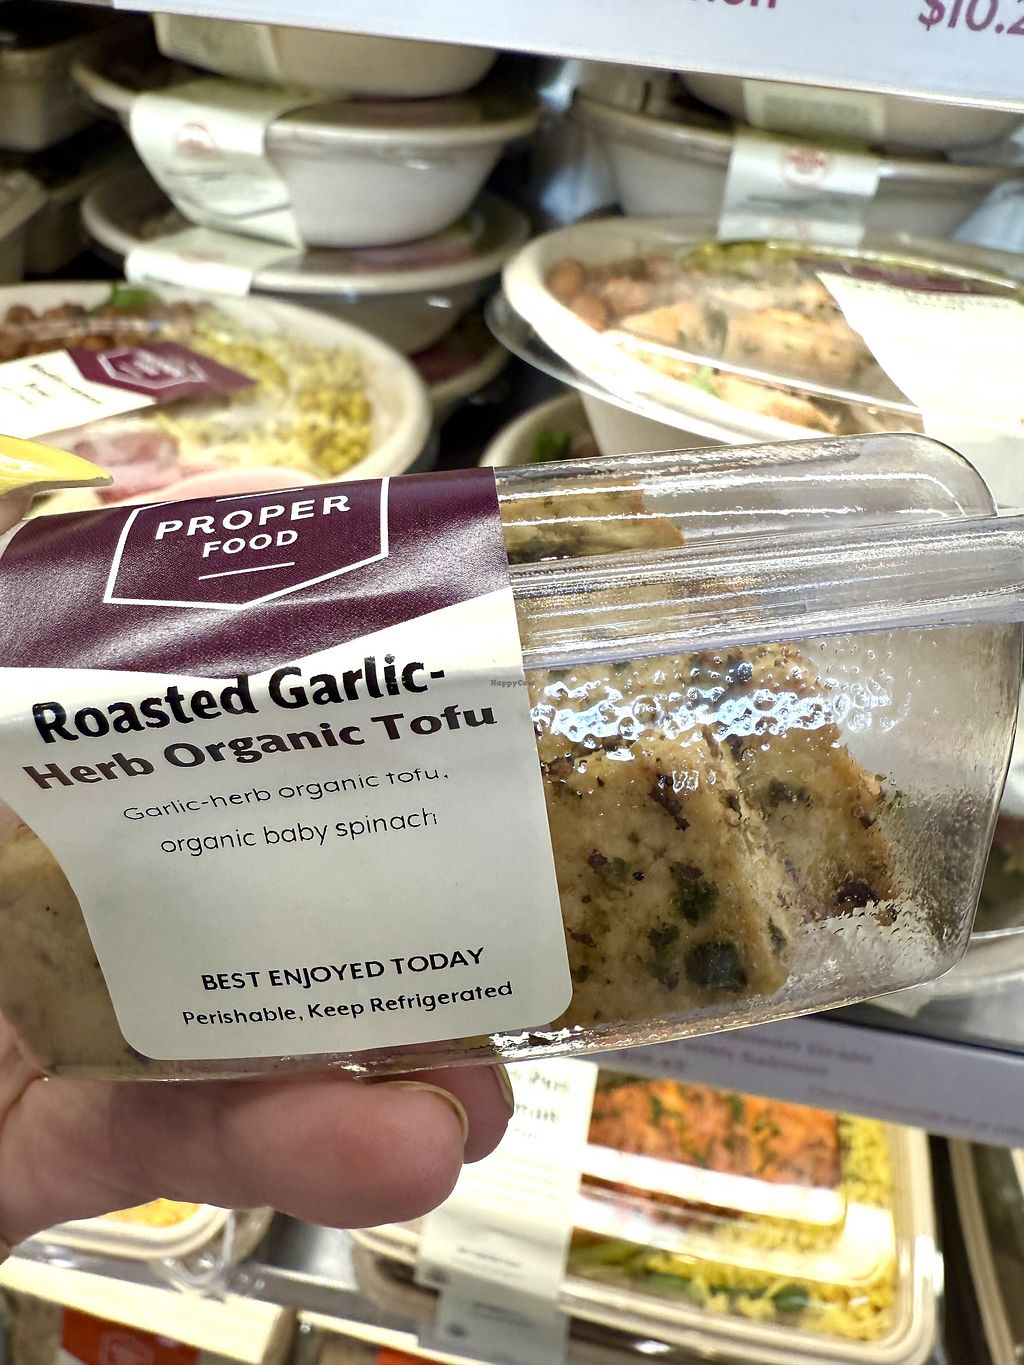 $10.2
PROPER
FOOD
Roasted Garlic-
Herb Organic Tofu
Garlic-herb organic tofu,
organic baby spinach
BEST ENJOYED TODAY
Perishable, Keep Refrigerated
HappyCow